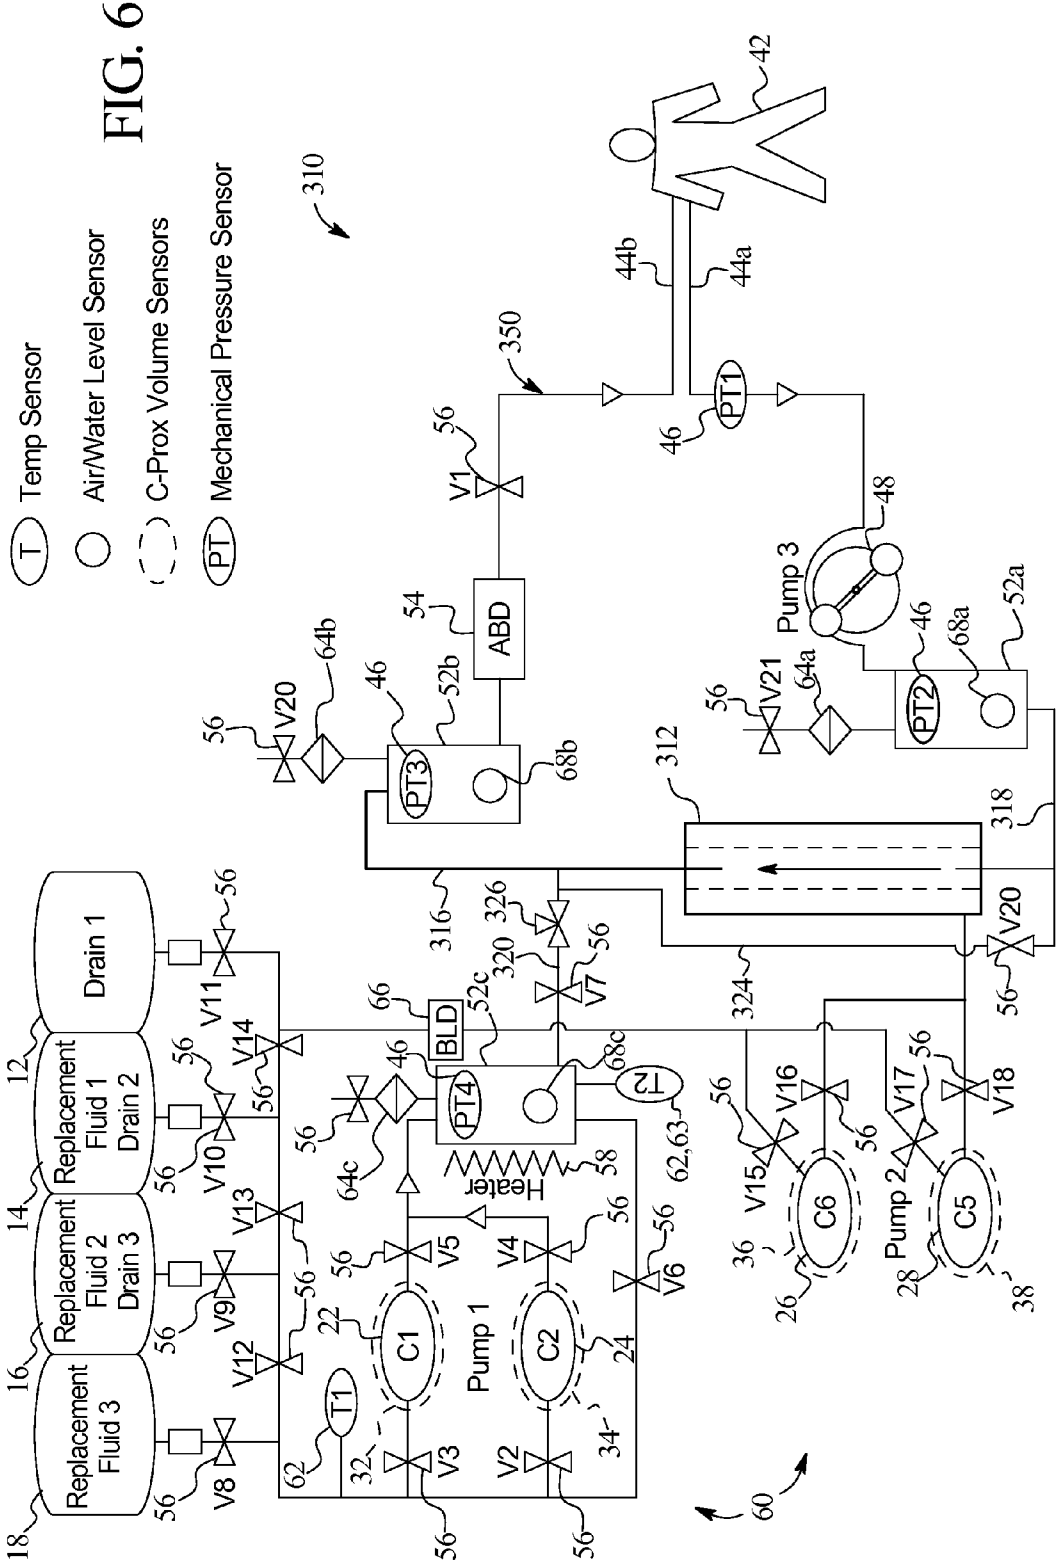 FIG. 6
T Temp Sensor
Air/Water Level Sensor
C-Prox Volume Sensors
PT Mechanical Pressure Sensor
310
18
16
14
12
Replacement
Fluid 3
Replacement
Fluid 2
Drain 3
Replacement
Fluid 1
Drain 2
Drain 1
56
V8
56
V9
56
56
V10
V11
56
V12
56
V13
56
V14
62
T1
66
BLD
56
64c
46
PT4
52c
68c
T2
62,63
Heater
58
32
22
C1
V3
56
56
V5
Pump 1
34
24
C2
V2
56
V4
56
56
V6
60
320
326
V7
56
316
324
56
V20
64b
46
PT3
52b
68b
54
ABD
V1
56
350
44b
44a
42
46
PT1
Pump 3
48
56
V21
64a
46
PT2
68a
52a
312
318
56
V20
56
V15
V16
56
36
26
C6
Pump 2
V17
56
V18
28
C5
38